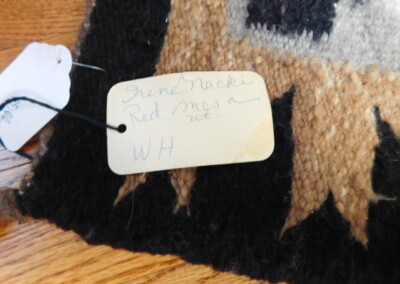 Irene Nacki
Red Mesa
WH